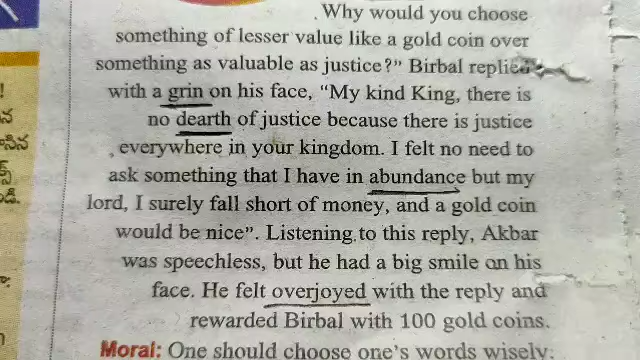 Why would you choose
something of lesser value like a gold coin over
something as valuable as justice?” Birbal replied
with a grin on his face, “My kind King, there is
no dearth of justice because there is justice
everywhere in your kingdom. I felt no need to
ask something that I have in abundance but my
lord, I surely fall short of money, and a gold coin
would be nice”. Listening to this reply, Akbar
was speechless, but he had a big smile on his
face. He felt overjoyed with the reply and
rewarded Birbal with 100 gold coins.
Moral: One should choose one’s words wisely;